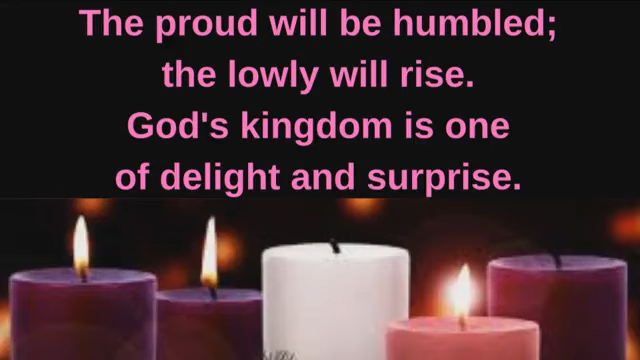 The proud will be humbled;
the lowly will rise.
God's kingdom is one
of delight and surprise.